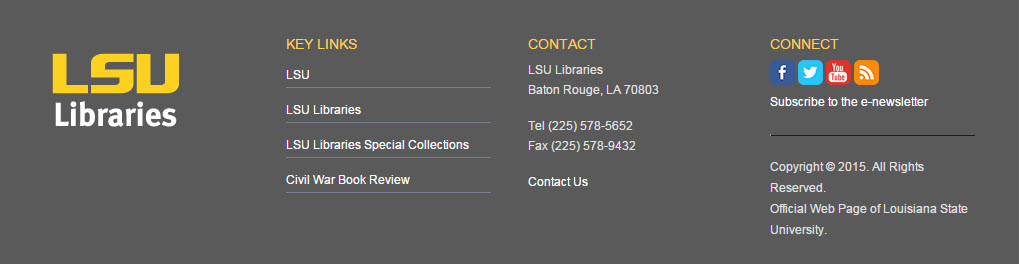 LSU
Libraries
KEY LINKS
LSU
LSU Libraries
LSU Libraries Special Collections
Civil War Book Review
CONTACT
LSU Libraries
Baton Rouge, LA 70803
Tel (225) 578-5652
Fax (225) 578-9432
Contact Us
CONNECT
You
Tube
Subscribe to the e-newsletter
Copyright © 2015. All Rights
Reserved.
Official Web Page of Louisiana State
University.